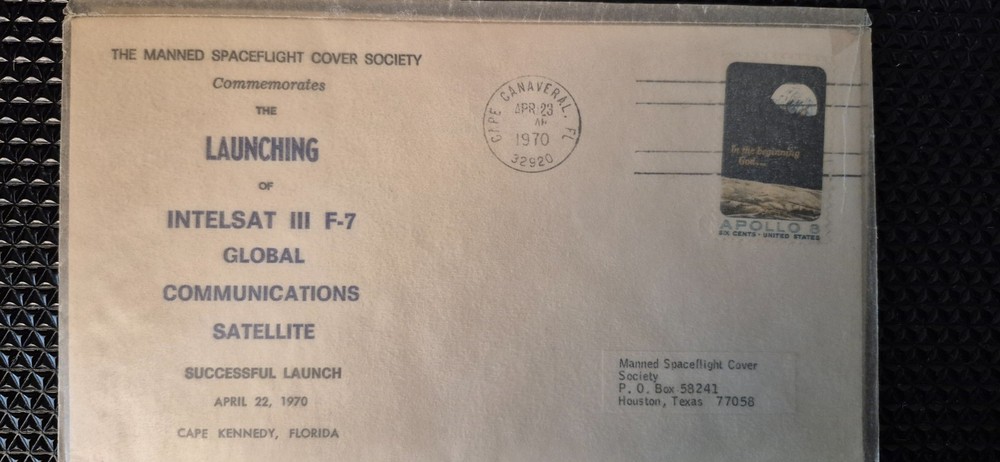 THE MANNED SPACEFLIGHT COVER SOCIETY
Commemorates
THE
LAUNCHING
OF
INTELSAT III F-7
GLOBAL
COMMUNICATIONS
SATELLITE
SUCCESSFUL LAUNCH
APRIL 22, 1970
CAPE KENNEDY, FLORIDA
CAPE CANAVERAL, FL
APR 23
AM
1970
32920
In the beginning
God...
APOLLO 8
SIX CENTS · UNITED STATES
Manned Spaceflight Cover
Society
P. O. Box 58241
Houston, Texas 77058